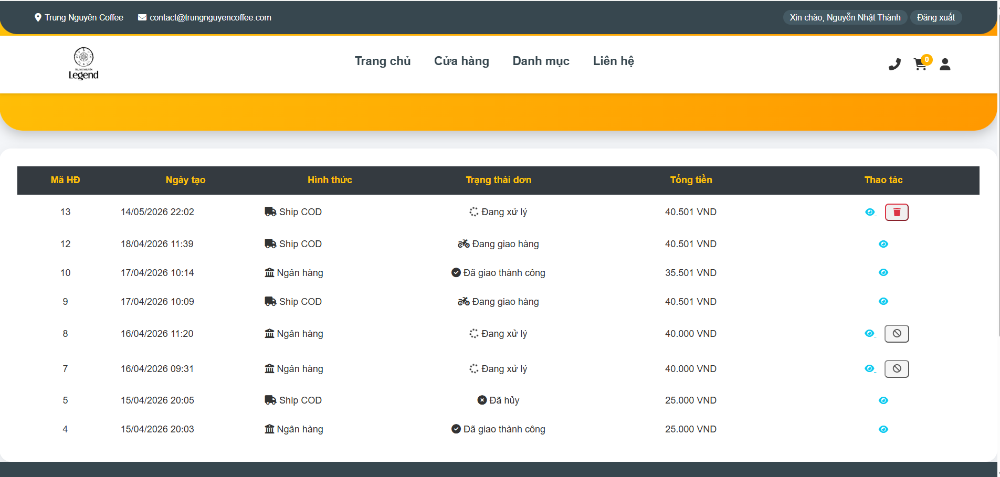 Trung Nguyên Coffee contact@trungnguyencoffee.com Xin chào, Nguyễn Nhật Thành Đăng xuất
TRUNG NGUYÊN
Legend
Trang chủ Cửa hàng Danh mục Liên hệ
0
Mã HĐ Ngày tạo Hình thức Trạng thái đơn Tổng tiền Thao tác
13 14/05/2026 22:02 Ship COD Đang xử lý 40.501 VND
12 18/04/2026 11:39 Ship COD Đang giao hàng 40.501 VND
10 17/04/2026 10:14 Ngân hàng Đã giao thành công 35.501 VND
9 17/04/2026 10:09 Ship COD Đang giao hàng 40.501 VND
8 16/04/2026 11:20 Ngân hàng Đang xử lý 40.000 VND
7 16/04/2026 09:31 Ngân hàng Đang xử lý 40.000 VND
5 15/04/2026 20:05 Ship COD Đã hủy 25.000 VND
4 15/04/2026 20:03 Ngân hàng Đã giao thành công 25.000 VND